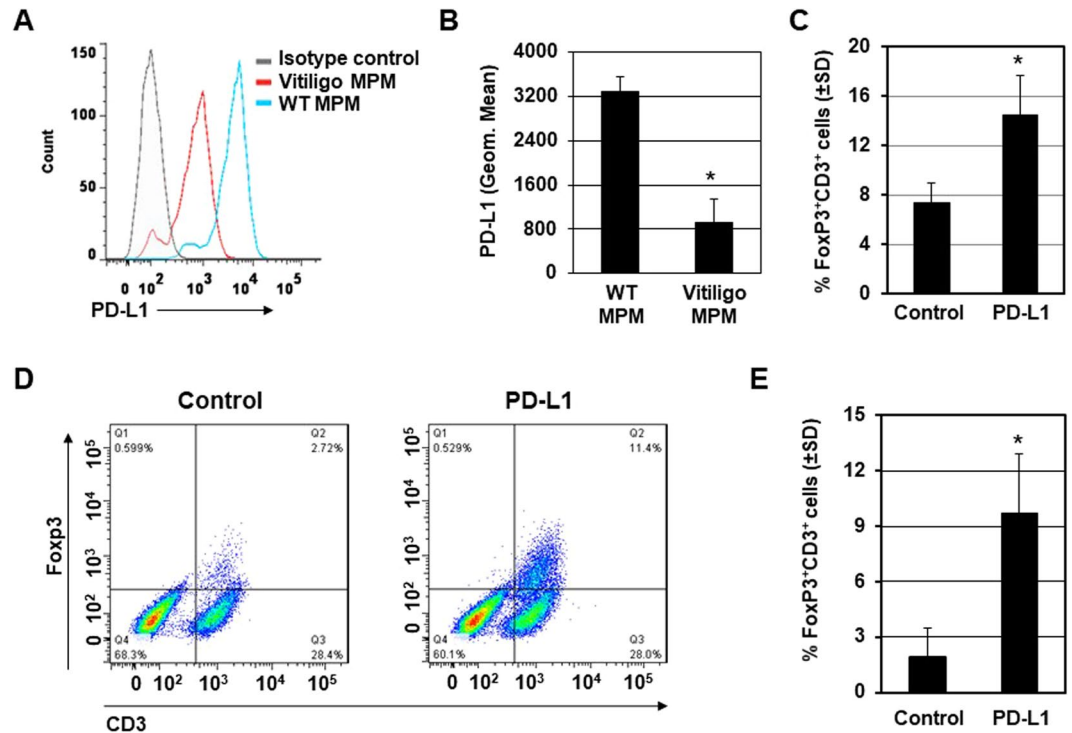 A
150
100
50
0
Count
0 10² 10³ 10⁴ 10⁵
PD-L1
Isotype control
Vitiligo MPM
WT MPM
B
4000
3200
2400
1600
800
0
PD-L1 (Geom. Mean)
*
WT
MPM
Vitiligo
MPM
C
20
16
12
8
4
0
% FoxP3⁺CD3⁺ cells (±SD)
*
Control PD-L1
D
Control
Q1
0.599%
Q2
2.72%
Q4
68.3%
Q3
28.4%
10⁵
10⁴
10³
10²
0
0 10² 10³ 10⁴ 10⁵
Foxp3
PD-L1
Q1
0.529%
Q2
11.4%
Q4
60.1%
Q3
28.0%
10⁵
10⁴
10³
10²
0
0 10² 10³ 10⁴ 10⁵
CD3
E
15
12
9
6
3
0
% FoxP3⁺CD3⁺ cells (±SD)
*
Control PD-L1